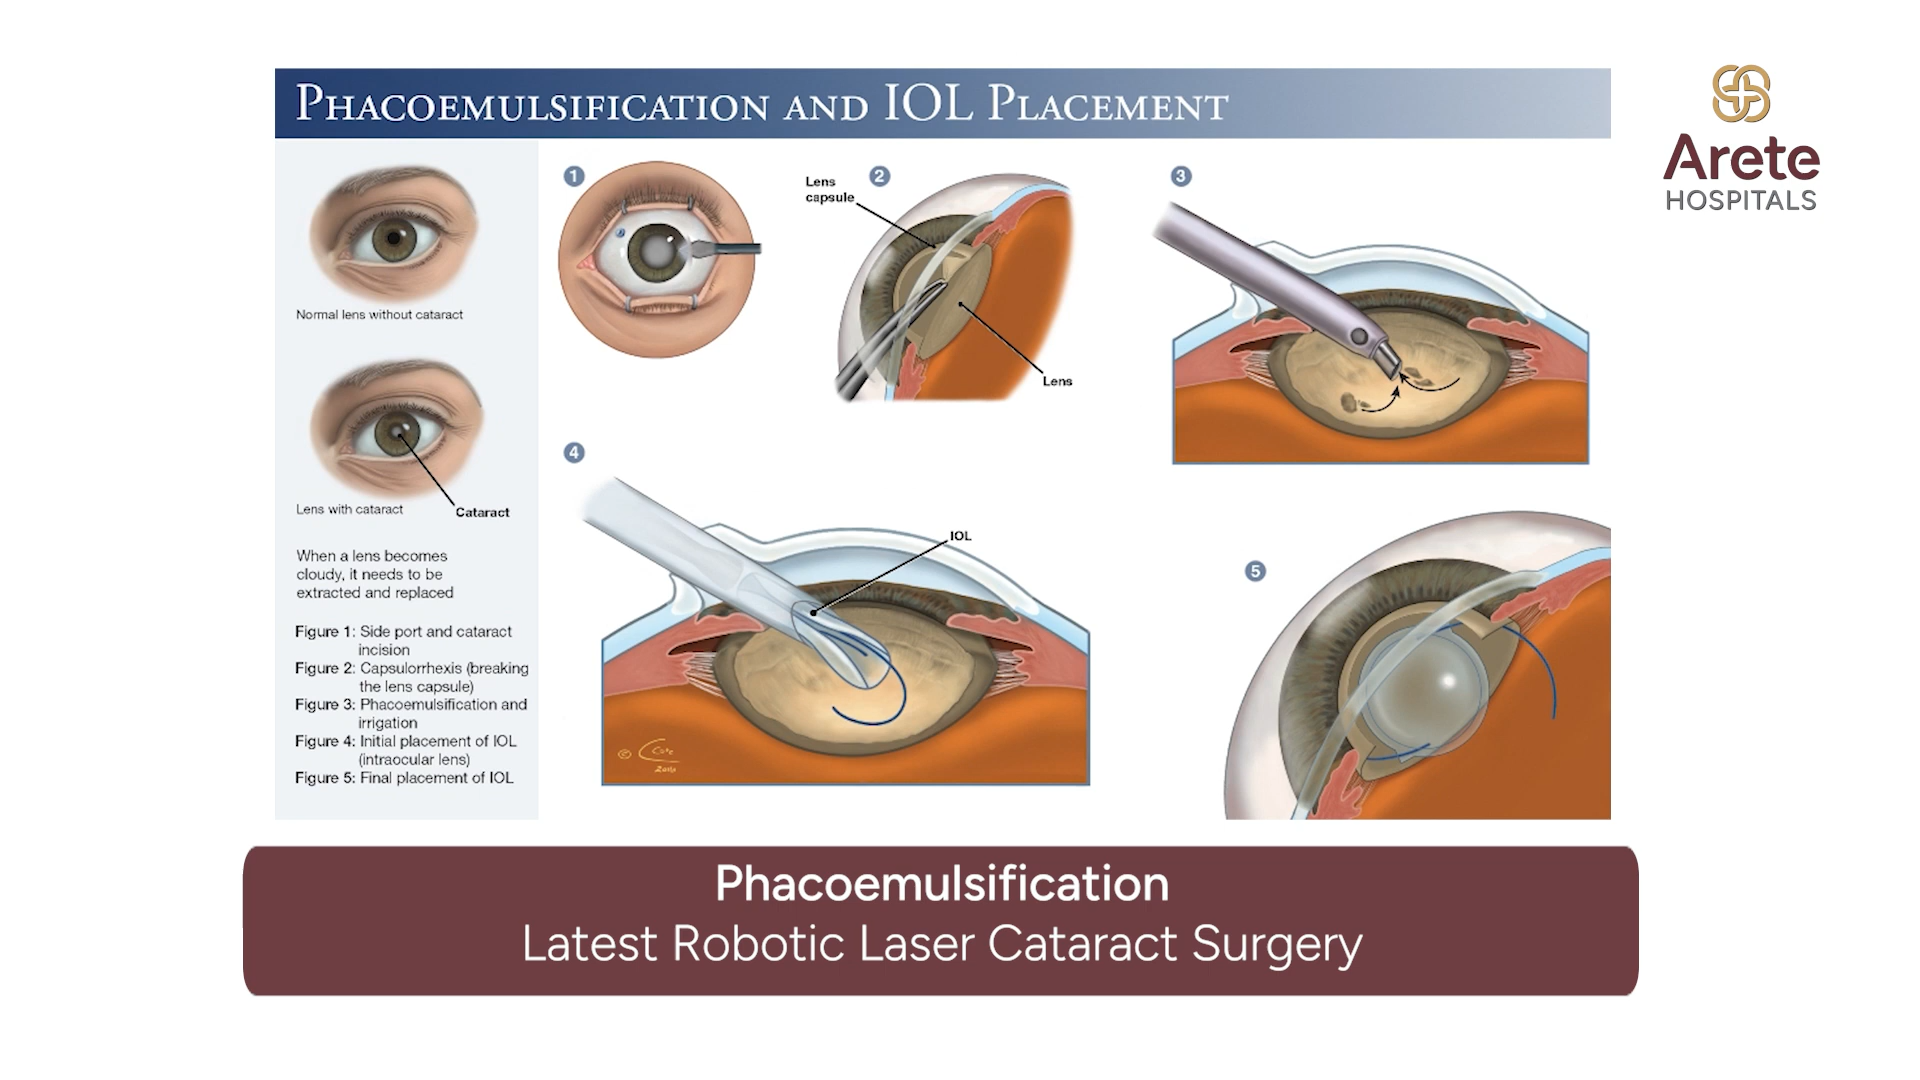 PHACOEMULSIFICATION AND IOL PLACEMENT
Arete
HOSPITALS
Normal lens without cataract
Lens with cataract
Cataract
When a lens becomes
cloudy, it needs to be
extracted and replaced
Figure 1: Side port and cataract
incision
Figure 2: Capsulorrhexis (breaking
the lens capsule)
Figure 3: Phacoemulsification and
irrigation
Figure 4: Initial placement of IOL
(intraocular lens)
Figure 5: Final placement of IOL
1
2
Lens
capsule
Lens
3
4
IOL
©
5
Phacoemulsification
Latest Robotic Laser Cataract Surgery